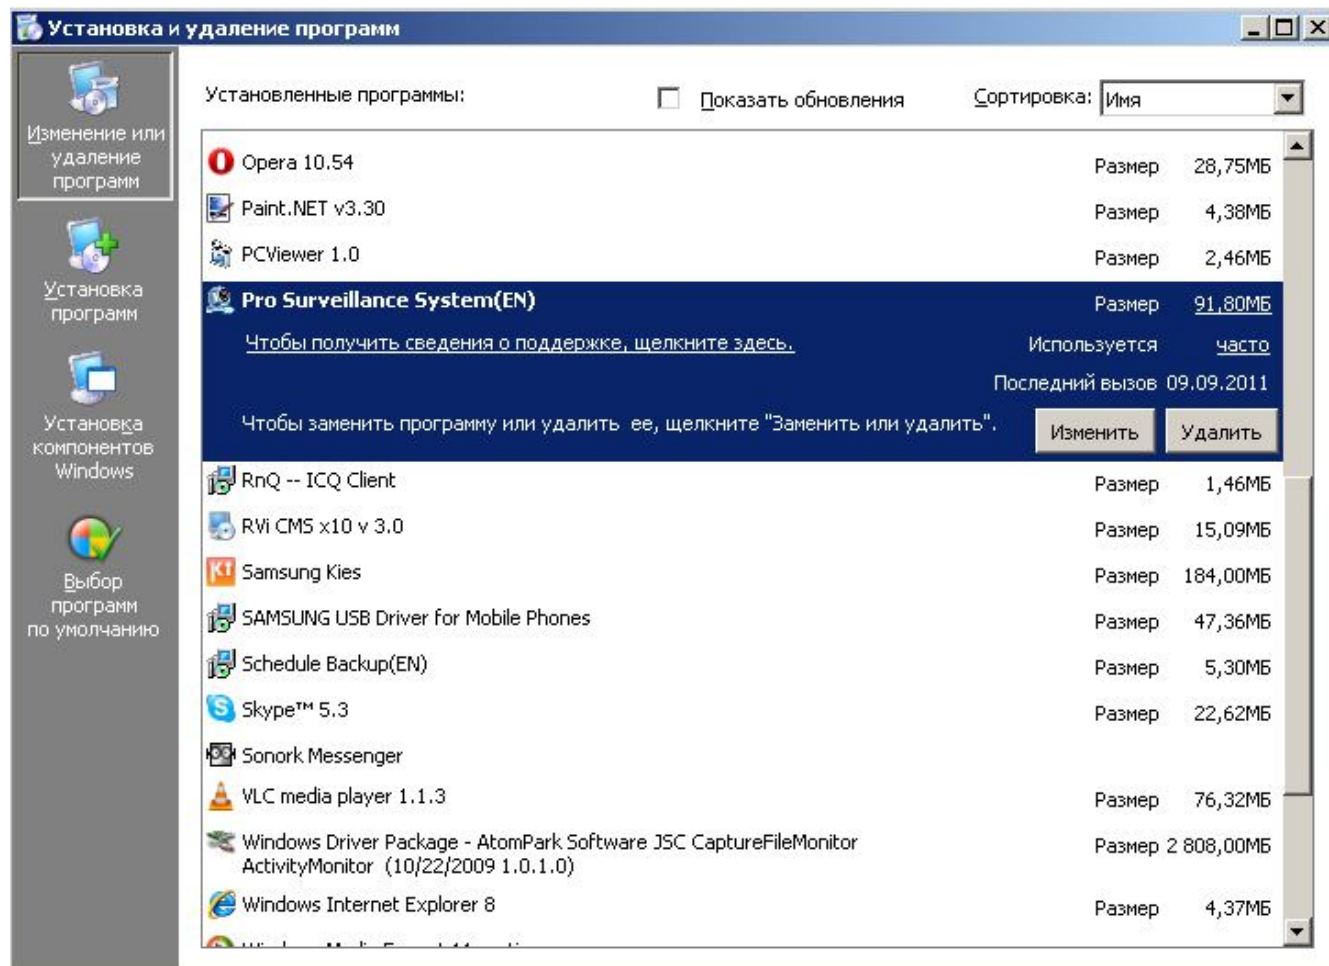 Установка и удаление программ
Изменение или
удаление
программ
Установка
программ
Установка
компонентов
Windows
Выбор
программ
по умолчанию
Установленные программы: Показать обновления Сортировка: Имя
Opera 10.54 Размер 28,75МБ
Paint.NET v3.30 Размер 4,38МБ
PCViewer 1.0 Размер 2,46МБ
Pro Surveillance System(EN) Размер 91,80МБ
Чтобы получить сведения о поддержке, щелкните здесь. Используется часто
Последний вызов 09.09.2011
Чтобы заменить программу или удалить ее, щелкните "Заменить или удалить". Изменить Удалить
RnQ -- ICQ Client Размер 1,46МБ
RVi CMS x10 v 3.0 Размер 15,09МБ
Samsung Kies Размер 184,00МБ
SAMSUNG USB Driver for Mobile Phones Размер 47,36МБ
Schedule Backup(EN) Размер 5,30МБ
Skype™ 5.3 Размер 22,62МБ
Sonork Messenger
VLC media player 1.1.3 Размер 76,32МБ
Windows Driver Package - AtomPark Software JSC CaptureFileMonitor Размер 2 808,00МБ
ActivityMonitor (10/22/2009 1.0.1.0)
Windows Internet Explorer 8 Размер 4,37МБ